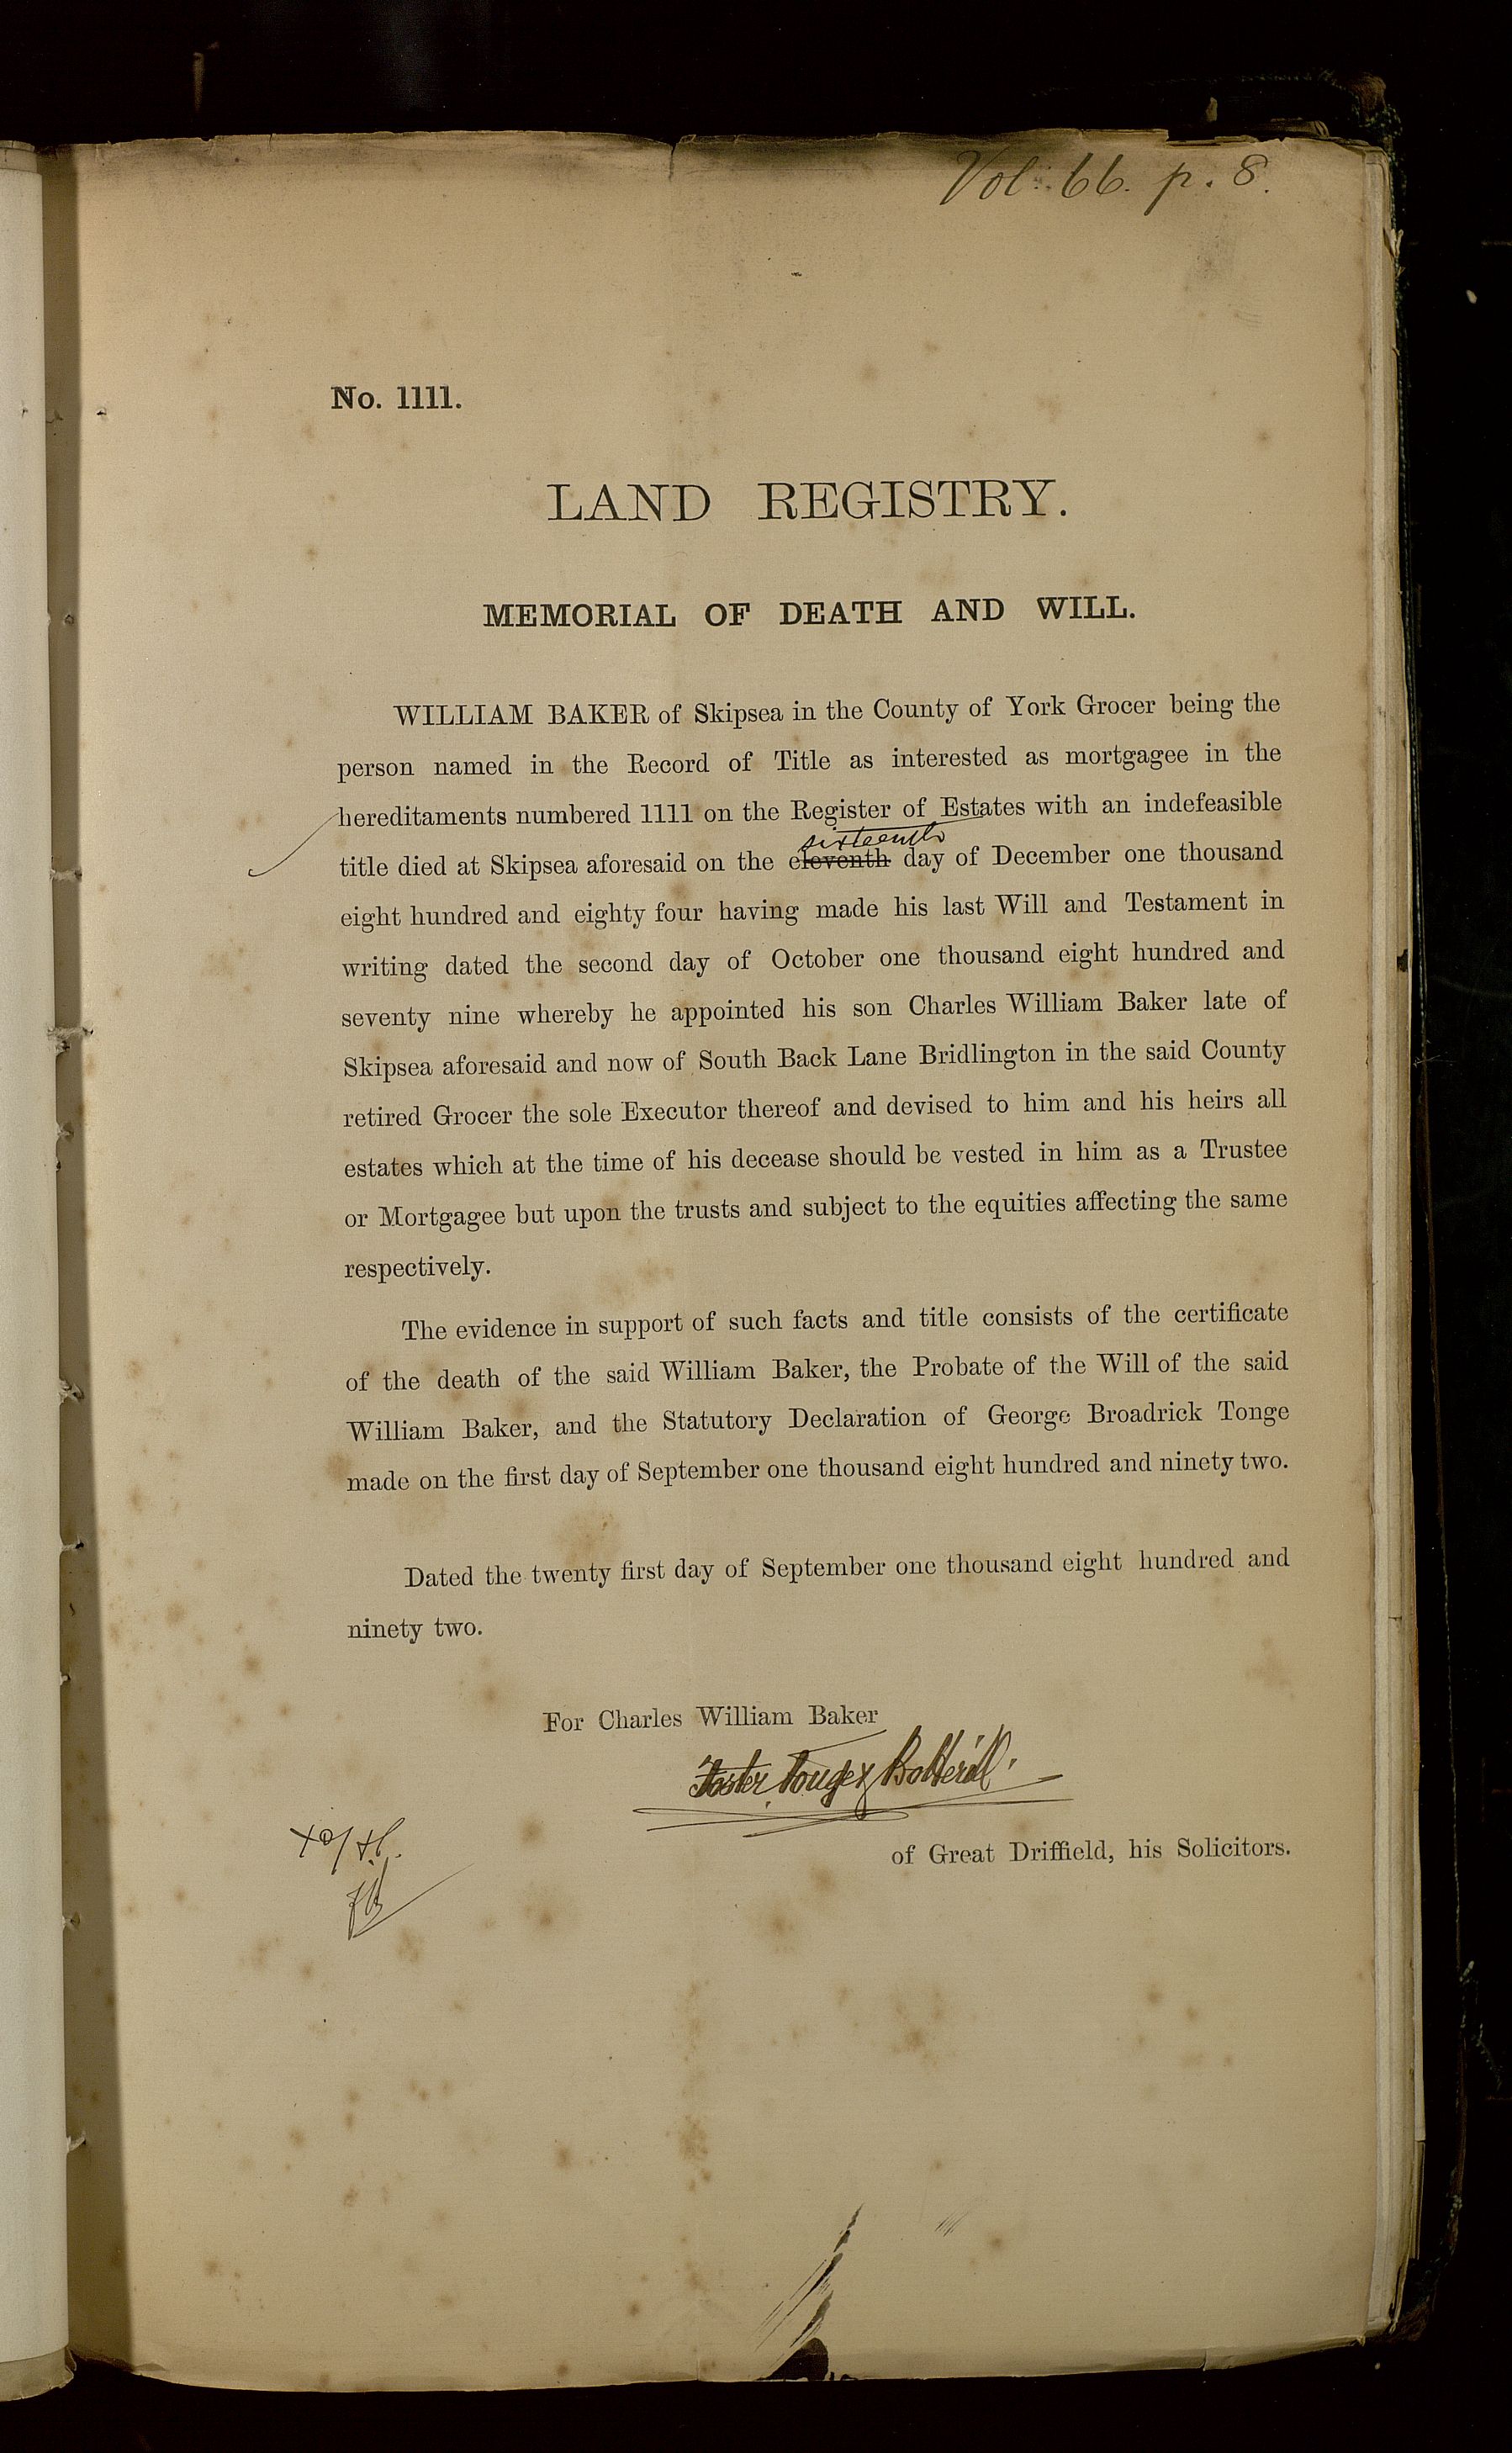 Vol: 66. p. 8.
No. 1111.
LAND REGISTRY.
MEMORIAL OF DEATH AND WILL.
WILLIAM BAKER of Skipsea in the County of York Grocer being the
person named in the Record of Title as interested as mortgagee in the
hereditaments numbered 1111 on the Register of Estates with an indefeasible
sixteenth
title died at Skipsea aforesaid on the eleventh day of December one thousand
eight hundred and eighty four having made his last Will and Testament in
writing dated the second day of October one thousand eight hundred and
seventy nine whereby he appointed his son Charles William Baker late of
Skipsea aforesaid and now of South Back Lane Bridlington in the said County
retired Grocer the sole Executor thereof and devised to him and his heirs all
estates which at the time of his decease should be vested in him as a Trustee
or Mortgagee but upon the trusts and subject to the equities affecting the same
respectively.
The evidence in support of such facts and title consists of the certificate
of the death of the said William Baker, the Probate of the Will of the said
William Baker, and the Statutory Declaration of George Broadrick Tonge
made on the first day of September one thousand eight hundred and ninety two.
Dated the twenty first day of September one thousand eight hundred and
ninety two.
For Charles William Baker
Foster Tonge & Botterill.
of Great Driffield, his Solicitors.